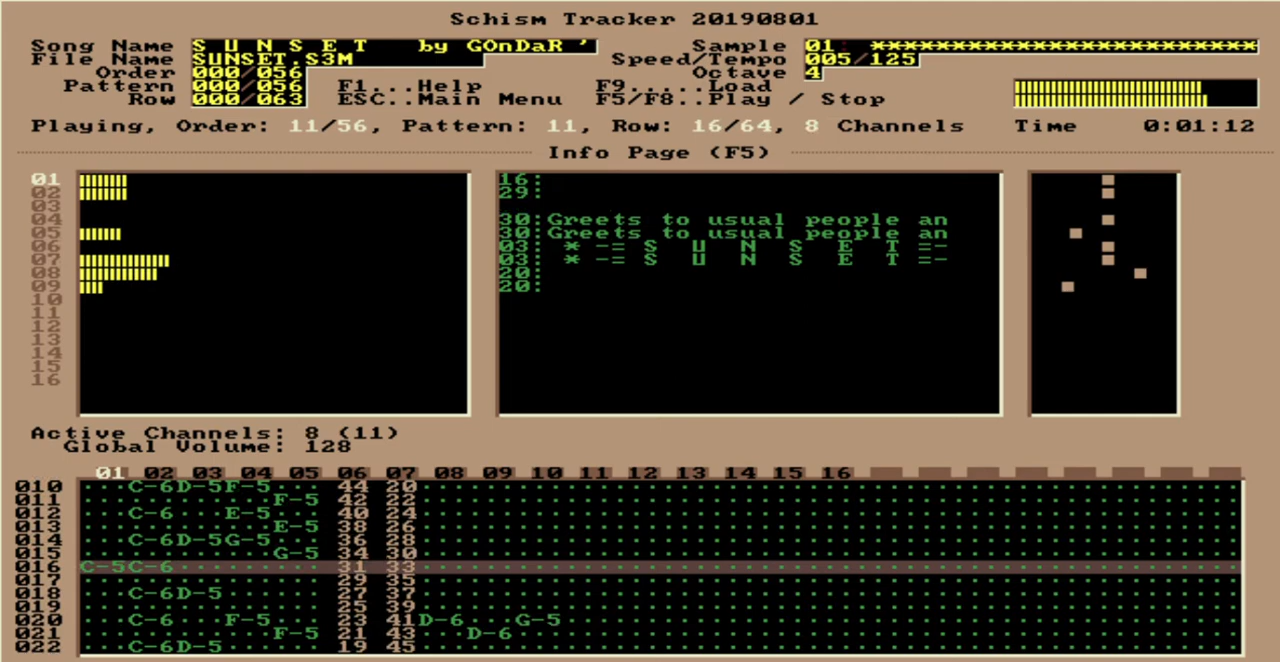 Schism Tracker 20190801
Song Name S U N S E T by GOnDaR ' Sample 01: ****************************
File Name SUNSET.S3M Speed/Tempo 005/125
Order 000/056 Octave 4
Pattern 000/056 F1...Help F9.....Load
Row 000/063 ESC..Main Menu F5/F8..Play / Stop
Playing, Order: 11/56, Pattern: 11, Row: 16/64, 8 Channels Time 0:01:12
Info Page (F5)
01 16:
02 29:
03
04 30:Greets to usual people an
05 30:Greets to usual people an
06 03: * -= S U N S E T =-
07 03: * -= S U N S E T =-
08 20:
09 20:
10
11
12
13
14
15
16
Active Channels: 8 (11)
Global Volume: 128
01 02 03 04 05 06 07 08 09 10 11 12 13 14 15 16
010 ...C-6D-5F-5... 44 20
011 ............F-5 42 22
012 ...C-6...E-5... 40 24
013 ............E-5 38 26
014 ...C-6D-5G-5... 36 28
015 ............G-5 34 30
016 C-5C-6......... 31 33
017 ............... 29 35
018 ...C-6D-5...... 27 37
019 ............... 25 39
020 ...C-6...F-5... 23 41D-6...G-5
021 ............F-5 21 43...D-6
022 ...C-6D-5...... 19 45